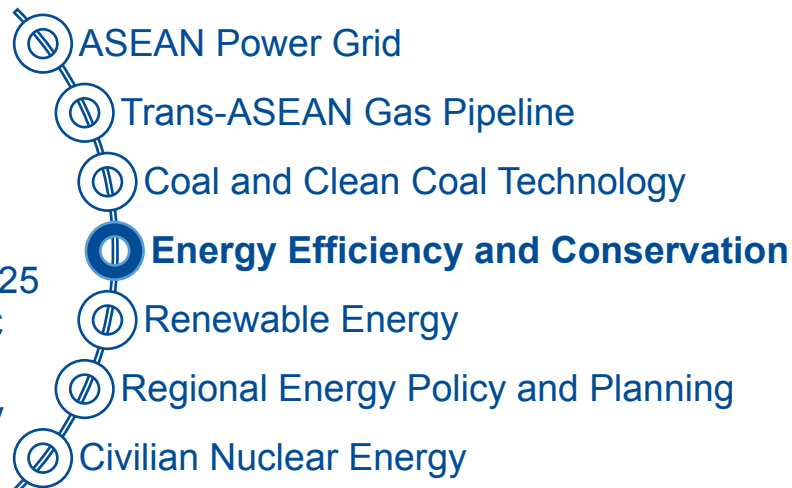 ASEAN Power Grid
Trans-ASEAN Gas Pipeline
Coal and Clean Coal Technology
Energy Efficiency and Conservation
25
Renewable Energy
Regional Energy Policy and Planning
Civilian Nuclear Energy